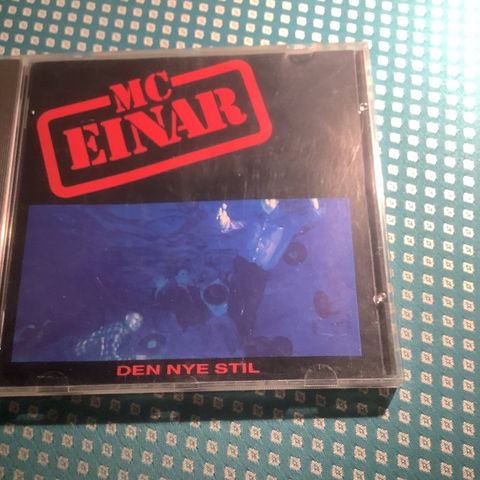 MC
EINAR
DEN NYE STIL